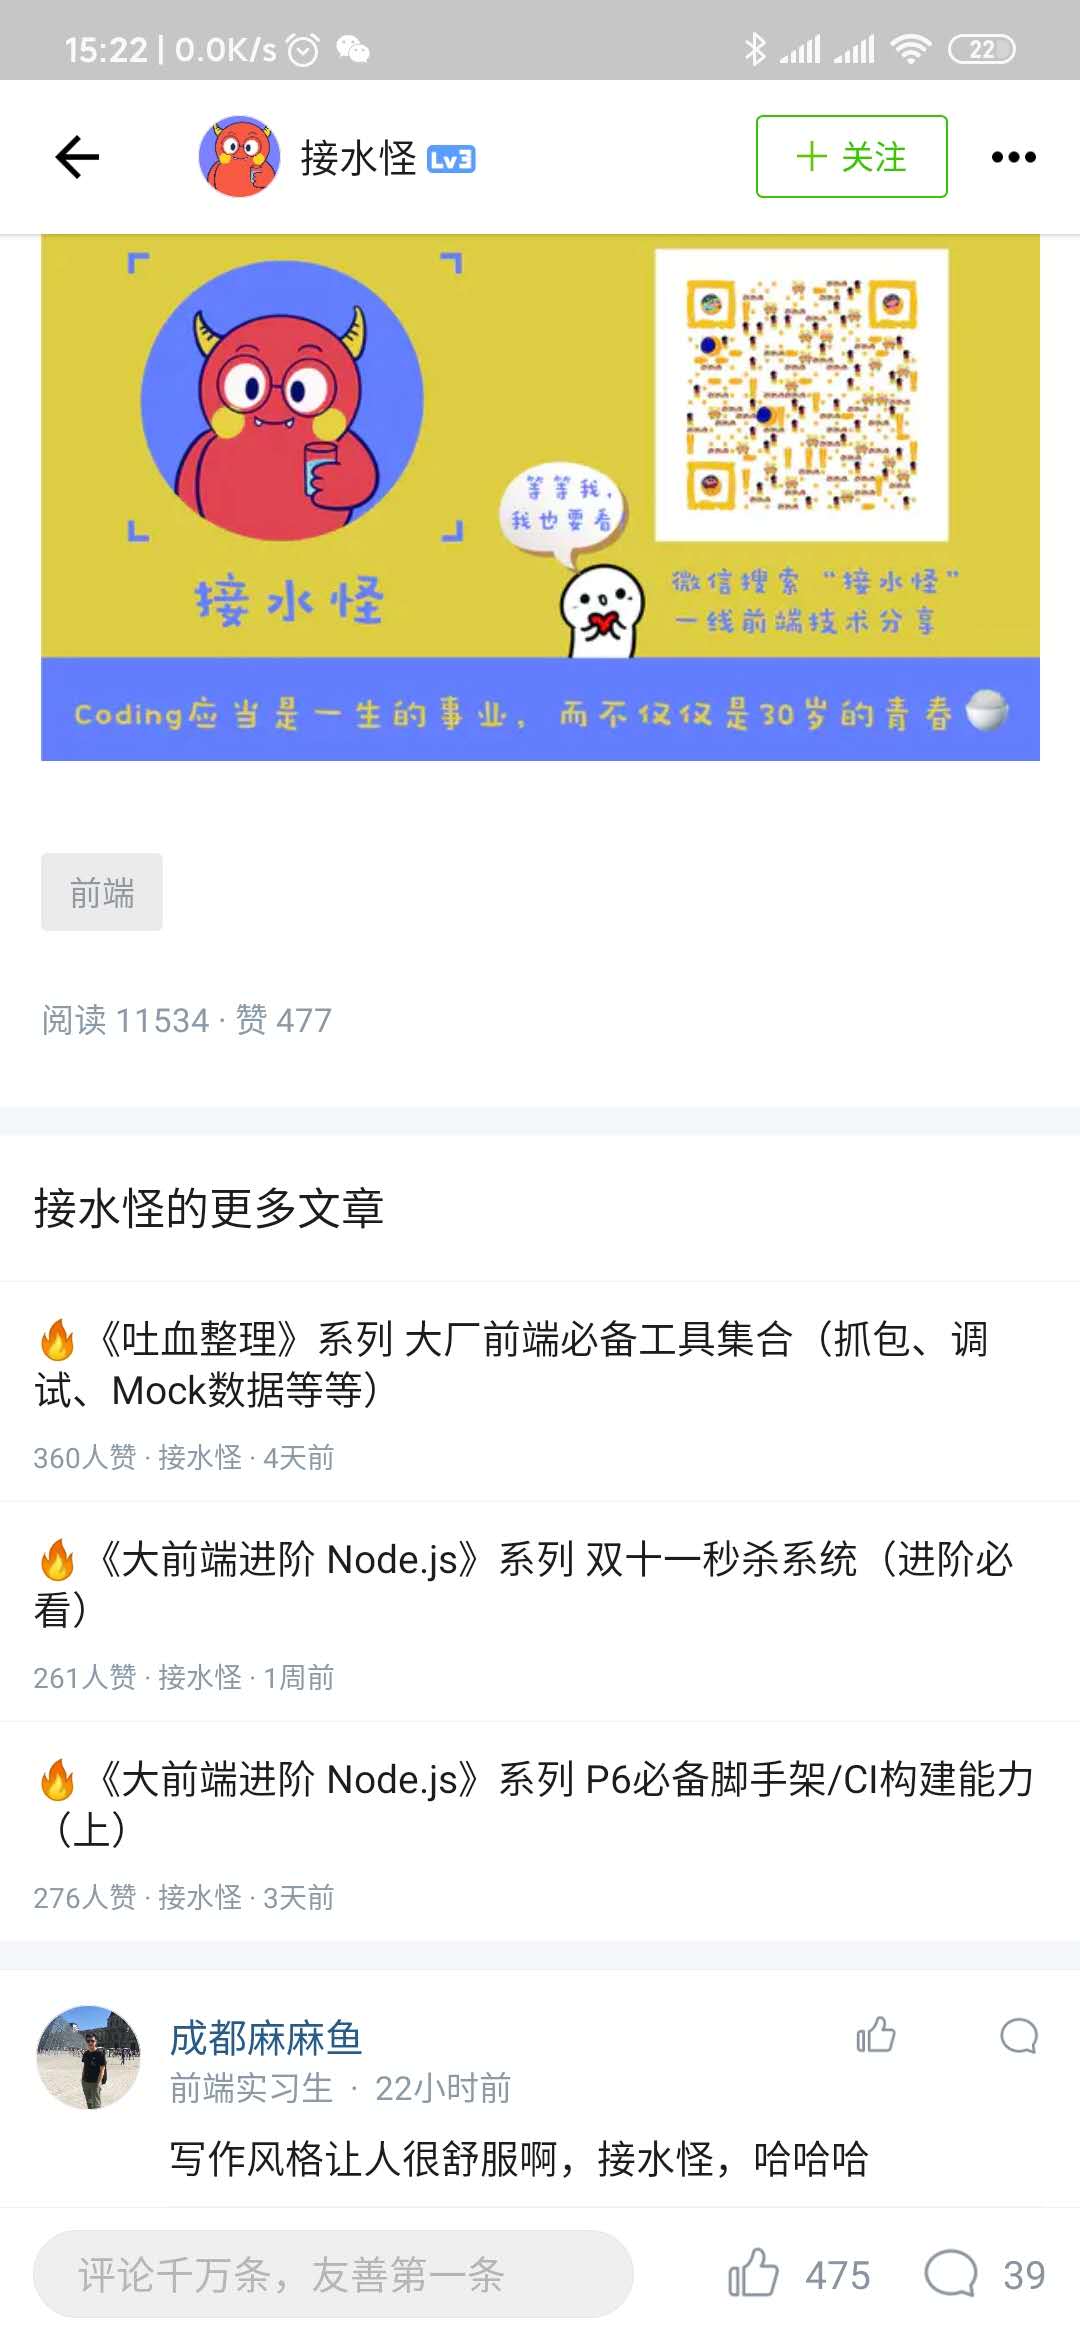 15:22 | 0.0K/s
22
接水怪 Lv3
+ 关注
等等我，
我也要看
接水怪
微信搜索“接水怪”
一线前端技术分享
Coding应当是一生的事业，而不仅仅是30岁的青春
前端
阅读 11534 · 赞 477
接水怪的更多文章
🔥《吐血整理》系列 大厂前端必备工具集合（抓包、调
试、Mock数据等等）
360人赞 · 接水怪 · 4天前
🔥《大前端进阶 Node.js》系列 双十一秒杀系统（进阶必
看）
261人赞 · 接水怪 · 1周前
🔥《大前端进阶 Node.js》系列 P6必备脚手架/CI构建能力
（上）
276人赞 · 接水怪 · 3天前
成都麻麻鱼
前端实习生 · 22小时前
写作风格让人很舒服啊，接水怪，哈哈哈
评论千万条，友善第一条
475
39